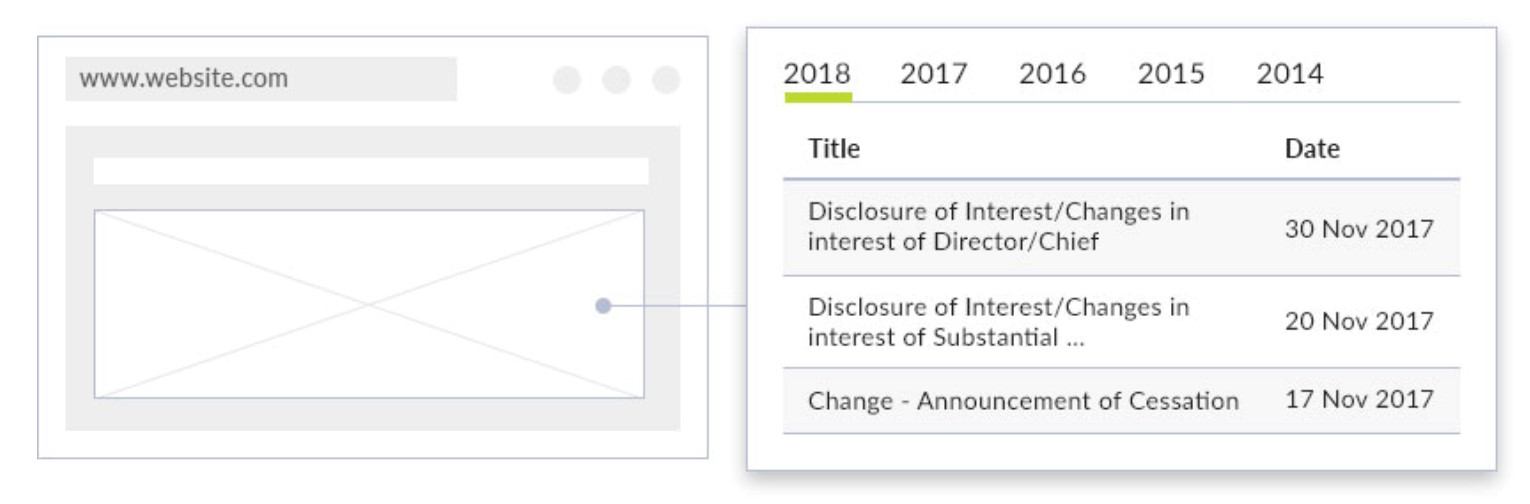 www.website.com
2018 2017 2016 2015 2014
Title Date
Disclosure of Interest/Changes in
interest of Director/Chief
30 Nov 2017
Disclosure of Interest/Changes in
interest of Substantial ...
20 Nov 2017
Change - Announcement of Cessation 17 Nov 2017